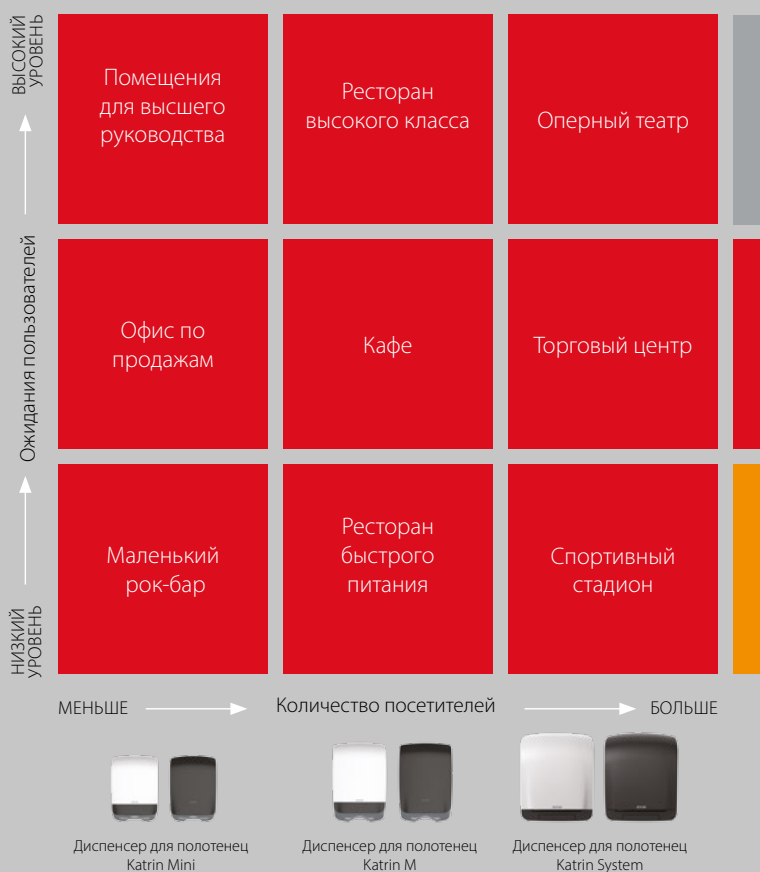 ВЫСОКИЙ
УРОВЕНЬ
Помещения
для высшего
руководства
Ресторан
высокого класса
Оперный театр
Ожидания пользователей
Офис по
продажам
Кафе
Торговый центр
НИЗКИЙ
УРОВЕНЬ
Маленький
рок-бар
Ресторан
быстрого
питания
Спортивный
стадион
МЕНЬШЕ
Количество посетителей
БОЛЬШЕ
Диспенсер для полотенец
Katrin Mini
Диспенсер для полотенец
Katrin M
Диспенсер для полотенец
Katrin System